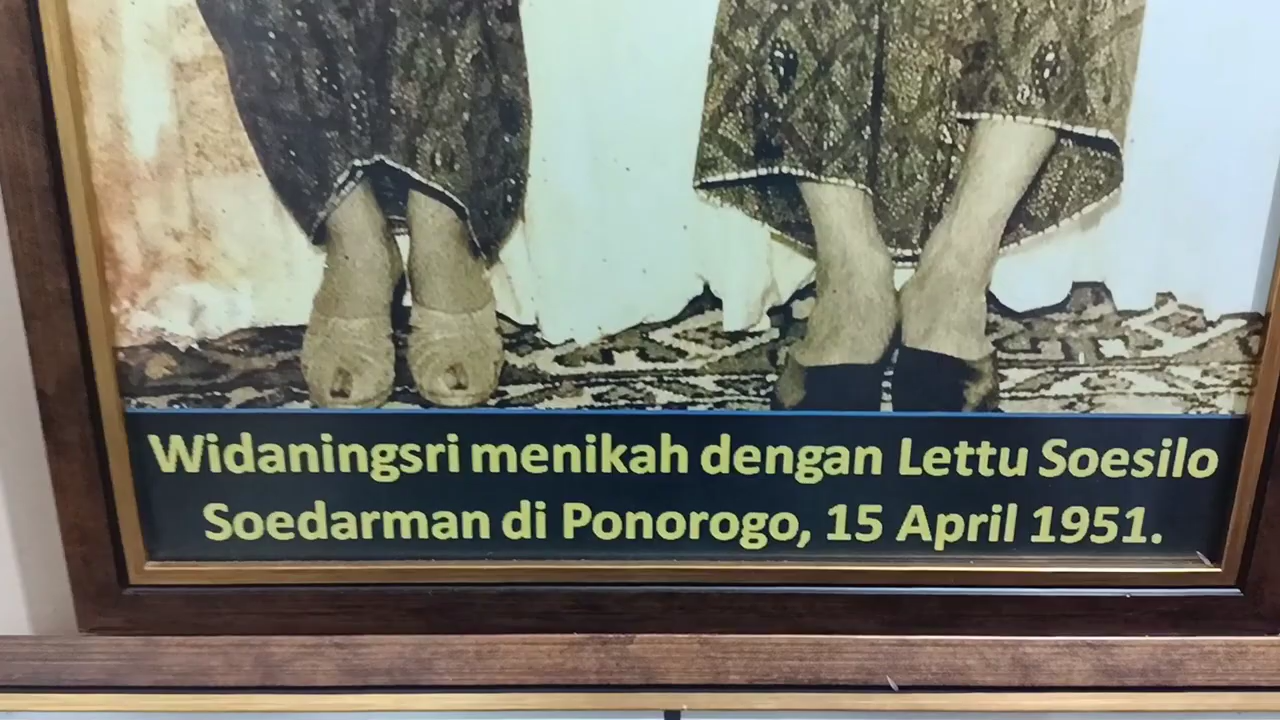 Widaningsri menikah dengan Lettu Soesilo
Soedarman di Ponorogo, 15 April 1951.